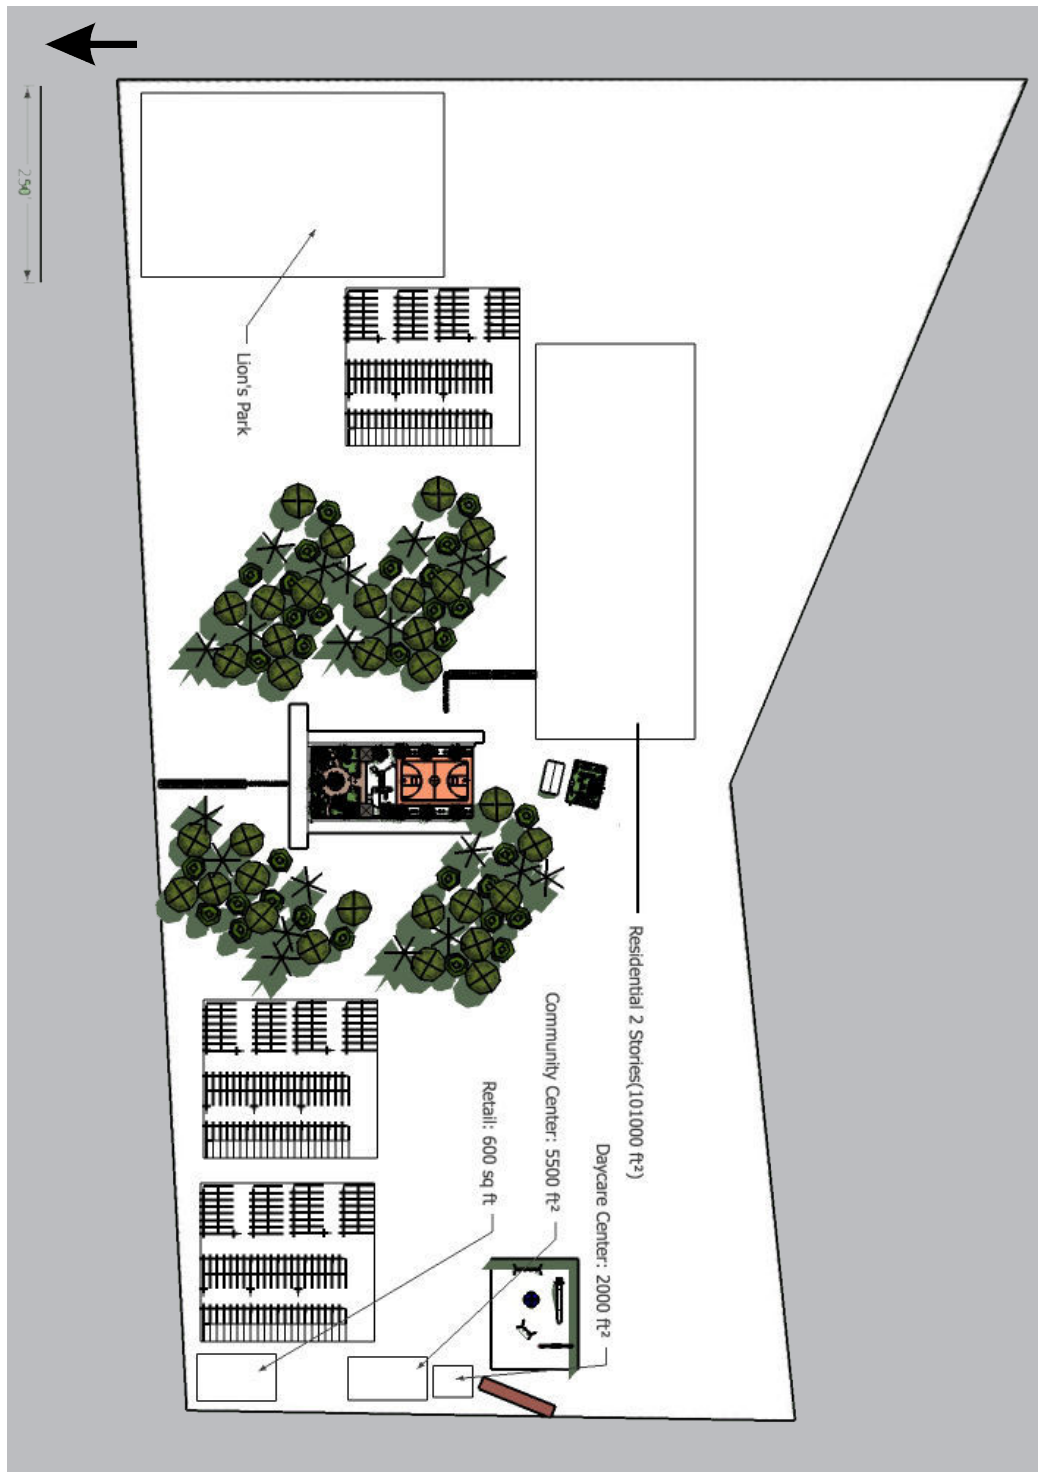 250'
Lion's Park
Residential 2 Stories(101000 ft²)
Community Center: 5500 ft²
Daycare Center: 2000 ft²
Retail: 600 sq ft